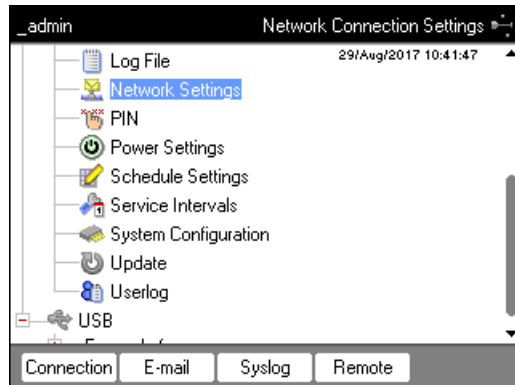 _admin
Network Connection Settings
29/Aug/2017 10:41:47
Log File
Network Settings
PIN
Power Settings
Schedule Settings
Service Intervals
System Configuration
Update
Userlog
USB
Connection
E-mail
Syslog
Remote